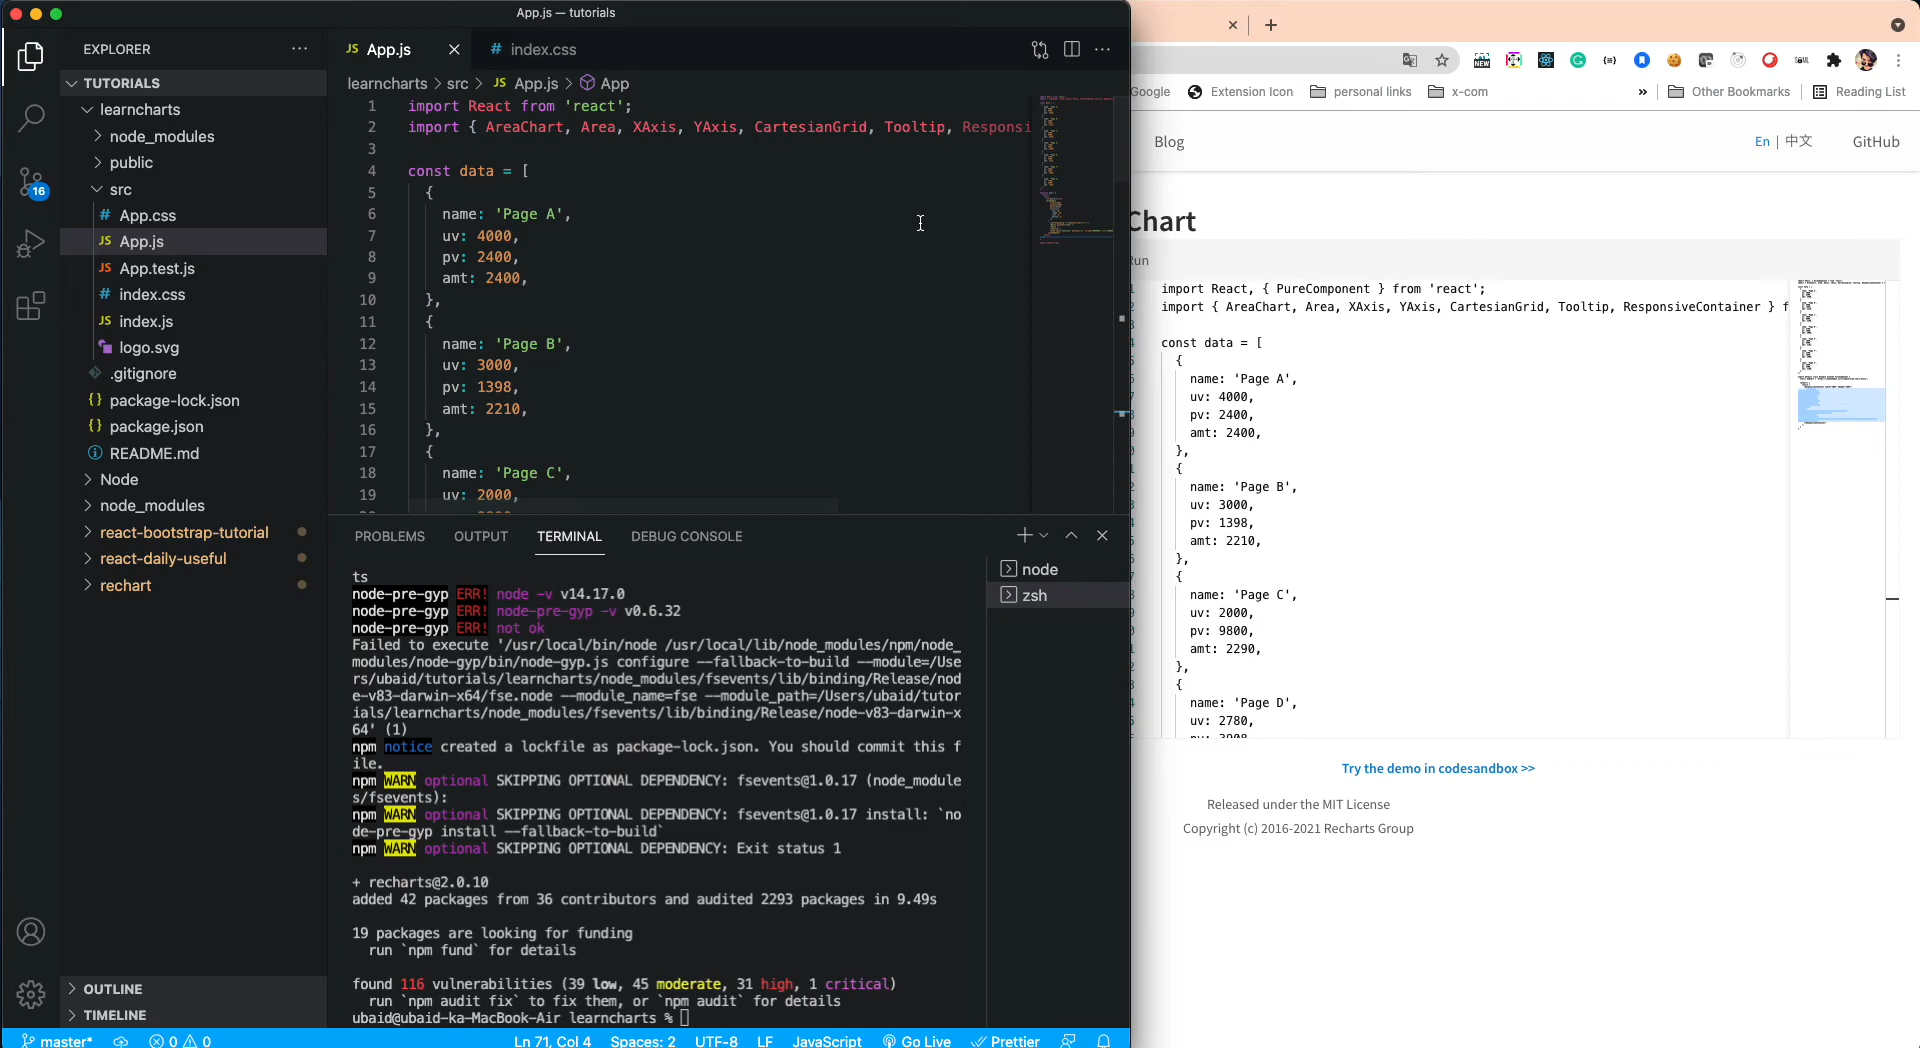 App.js — tutorials
EXPLORER
TUTORIALS
learncharts
node_modules
public
src
# App.css
JS App.js
JS App.test.js
# index.css
JS index.js
logo.svg
.gitignore
{} package-lock.json
{} package.json
README.md
Node
node_modules
react-bootstrap-tutorial
react-daily-useful
rechart
OUTLINE
TIMELINE
16
JS App.js
# index.css
learncharts > src > JS App.js > App
1 import React from 'react';
2 import { AreaChart, Area, XAxis, YAxis, CartesianGrid, Tooltip, Responsi
3
4 const data = [
5 {
6 name: 'Page A',
7 uv: 4000,
8 pv: 2400,
9 amt: 2400,
10 },
11 {
12 name: 'Page B',
13 uv: 3000,
14 pv: 1398,
15 amt: 2210,
16 },
17 {
18 name: 'Page C',
19 uv: 2000,
PROBLEMS OUTPUT TERMINAL DEBUG CONSOLE
node
zsh
ts
node-pre-gyp ERR! node -v v14.17.0
node-pre-gyp ERR! node-pre-gyp -v v0.6.32
node-pre-gyp ERR! not ok
Failed to execute '/usr/local/bin/node /usr/local/lib/node_modules/npm/node_
modules/node-gyp/bin/node-gyp.js configure --fallback-to-build --module=/Use
rs/ubaid/tutorials/learncharts/node_modules/fsevents/lib/binding/Release/nod
e-v83-darwin-x64/fse.node --module_name=fse --module_path=/Users/ubaid/tutor
ials/learncharts/node_modules/fsevents/lib/binding/Release/node-v83-darwin-x
64' (1)
npm notice created a lockfile as package-lock.json. You should commit this f
ile.
npm WARN optional SKIPPING OPTIONAL DEPENDENCY: fsevents@1.0.17 (node_module
s/fsevents):
npm WARN optional SKIPPING OPTIONAL DEPENDENCY: fsevents@1.0.17 install: `no
de-pre-gyp install --fallback-to-build`
npm WARN optional SKIPPING OPTIONAL DEPENDENCY: Exit status 1
+ recharts@2.0.10
added 42 packages from 36 contributors and audited 2293 packages in 9.49s
19 packages are looking for funding
run `npm fund` for details
found 116 vulnerabilities (39 low, 45 moderate, 31 high, 1 critical)
run `npm audit fix` to fix them, or `npm audit` for details
ubaid@ubaid-ka-MacBook-Air learncharts %
master* 0 0 Ln 71, Col 4 Spaces: 2 UTF-8 LF JavaScript Go Live Prettier
Google Extension Icon personal links x-com » Other Bookmarks Reading List
Blog En | 中文 GitHub
Chart
Run
import React, { PureComponent } from 'react';
import { AreaChart, Area, XAxis, YAxis, CartesianGrid, Tooltip, ResponsiveContainer } f
const data = [
{
name: 'Page A',
uv: 4000,
pv: 2400,
amt: 2400,
},
{
name: 'Page B',
uv: 3000,
pv: 1398,
amt: 2210,
},
{
name: 'Page C',
uv: 2000,
pv: 9800,
amt: 2290,
},
{
name: 'Page D',
uv: 2780,
pv: 3908
Try the demo in codesandbox >>
Released under the MIT License
Copyright (c) 2016-2021 Recharts Group